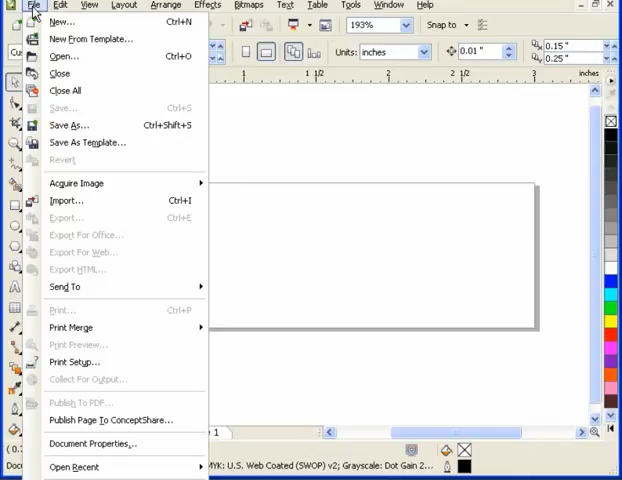 File Edit View Layout Arrange Effects Bitmaps Text Table Tools Window Help
New... Ctrl+N
New From Template...
Open... Ctrl+O
Close
Close All
Save... Ctrl+S
Save As... Ctrl+Shift+S
Save As Template...
Revert
Acquire Image
Import... Ctrl+I
Export... Ctrl+E
Export For Office...
Export For Web...
Export HTML...
Send To
Print... Ctrl+P
Print Merge
Print Preview...
Print Setup...
Collect For Output...
Publish To PDF...
Publish Page To ConceptShare...
Document Properties...
Open Recent
193% Snap to
Units: inches 0.01 " 0.15 "
0.25 "
1 1 1/2 2 2 1/2 3 inches
1
MYK: U.S. Web Coated (SWOP) v2; Grayscale: Dot Gain 2...